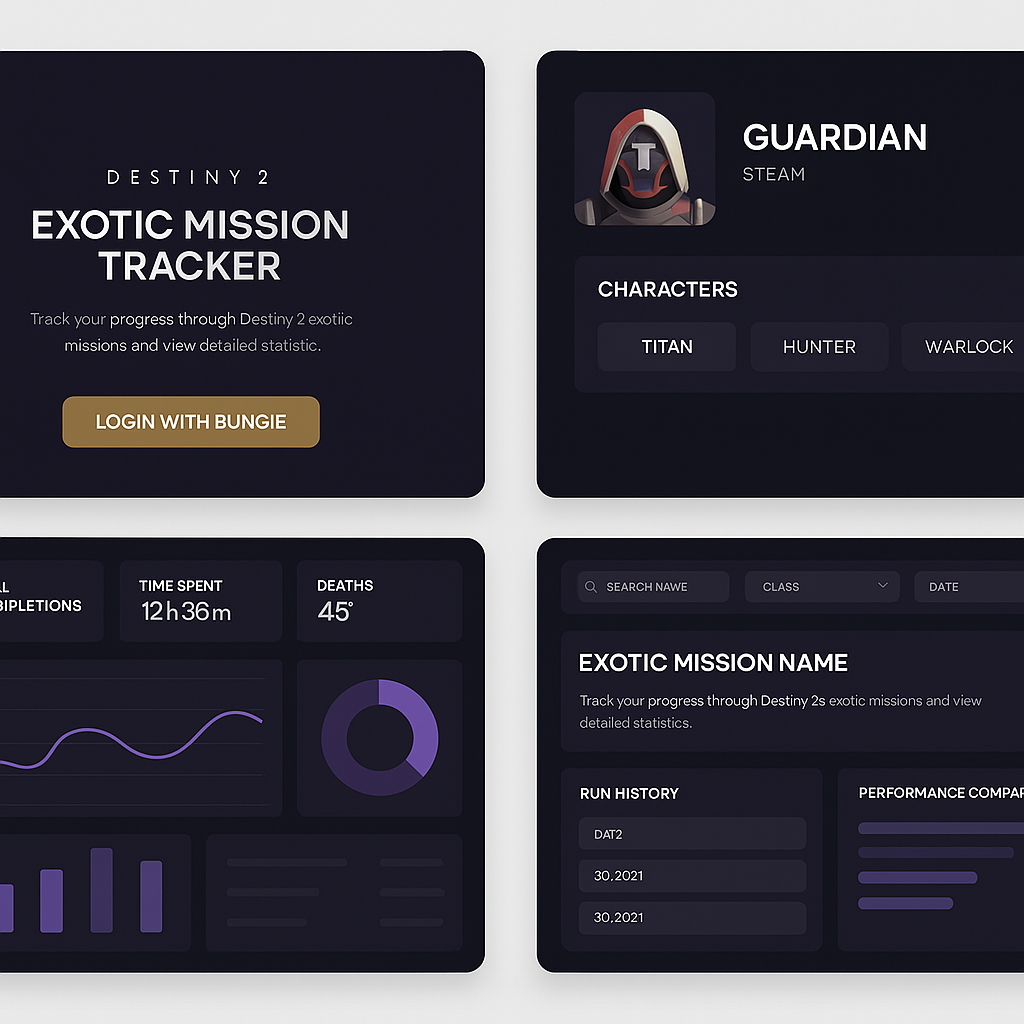 DESTINY 2
EXOTIC MISSION
TRACKER
Track your progress through Destiny 2 exotiic
missions and view detailed statistic.
LOGIN WITH BUNGIE
T
GUARDIAN
STEAM
CHARACTERS
TITAN
HUNTER
WARLOCK
TIME SPENT
12h36m
DEATHS
45°
SEARCH NAWE
CLASS
DATE
EXOTIC MISSION NAME
Track your progress through Destiny 2s exotic missions and view
detailed statistics.
RUN HISTORY
DAT2
30,2021
30,2021
PERFORMANCE COMPAR